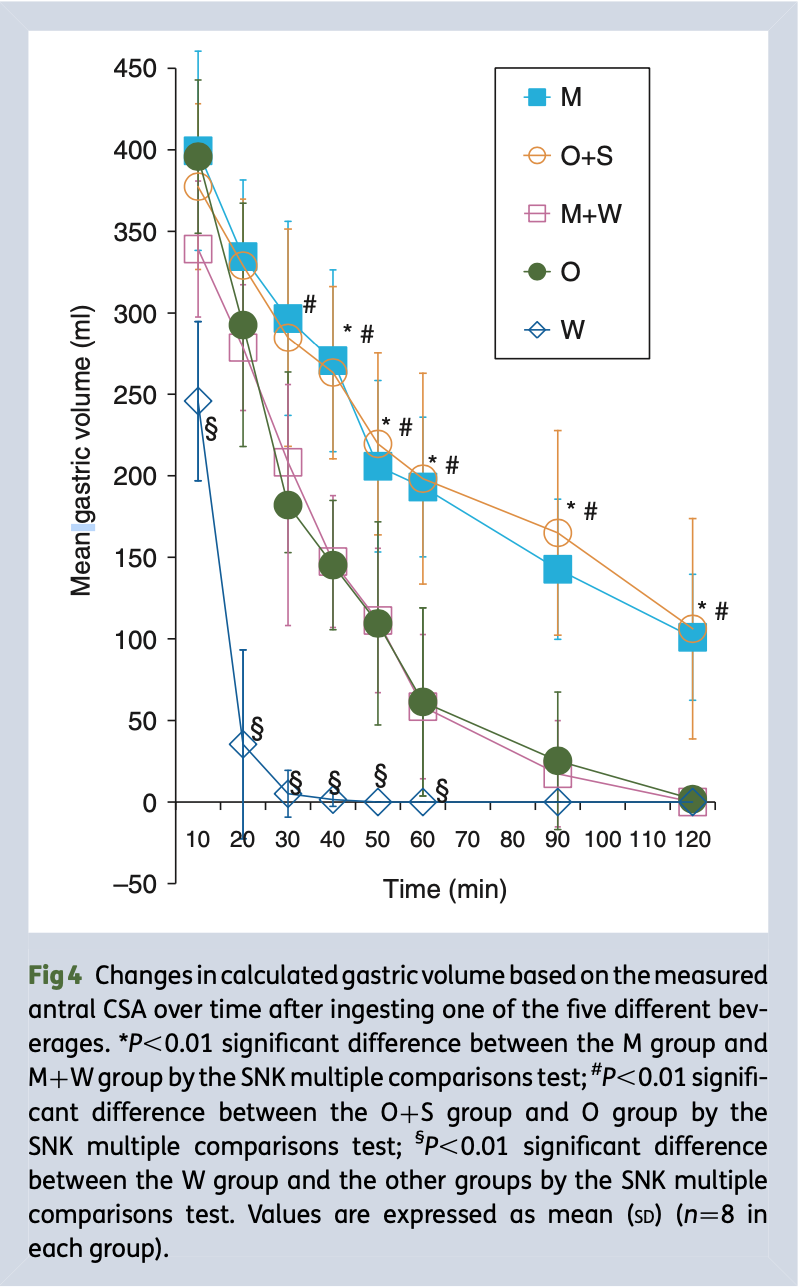 450
400
350
300
250
200
150
100
50
0
–50
Mean gastric volume (ml)
M
O+S
M+W
O
W
§
§
§
§
§
§
#
* #
* #
* #
* #
* #
10 20 30 40 50 60 70 80 90 100 110 120
Time (min)
Fig 4 Changes in calculated gastric volume based on the measured
antral CSA over time after ingesting one of the five different bev-
erages. *P<0.01 significant difference between the M group and
M+W group by the SNK multiple comparisons test; #P<0.01 signifi-
cant difference between the O+S group and O group by the
SNK multiple comparisons test; §P<0.01 significant difference
between the W group and the other groups by the SNK multiple
comparisons test. Values are expressed as mean (SD) (n=8 in
each group).